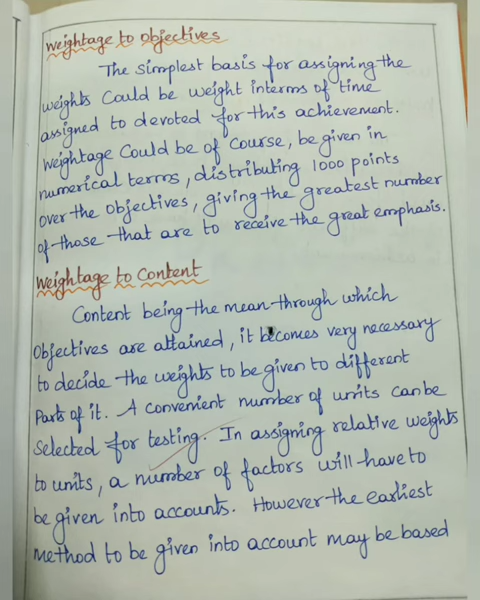 Weightage to Objectives
The simplest basis for assigning the
weights Could be weight interms of time
assigned to devoted for this achievement.
Weightage Could be of Course, be given in
numerical terms, distributing 1000 points
over the objectives, giving the greatest number
of those that are to receive the great emphasis.
Weightage to Content
Content being the mean through which
Objectives are attained, it becomes very necessary
to decide the weights to be given to different
Parts of it. A convenient number of units can be
Selected for testing. In assigning relative weights
to units, a number of factors will have to
be given into accounts. However the earliest
method to be given into account may be based